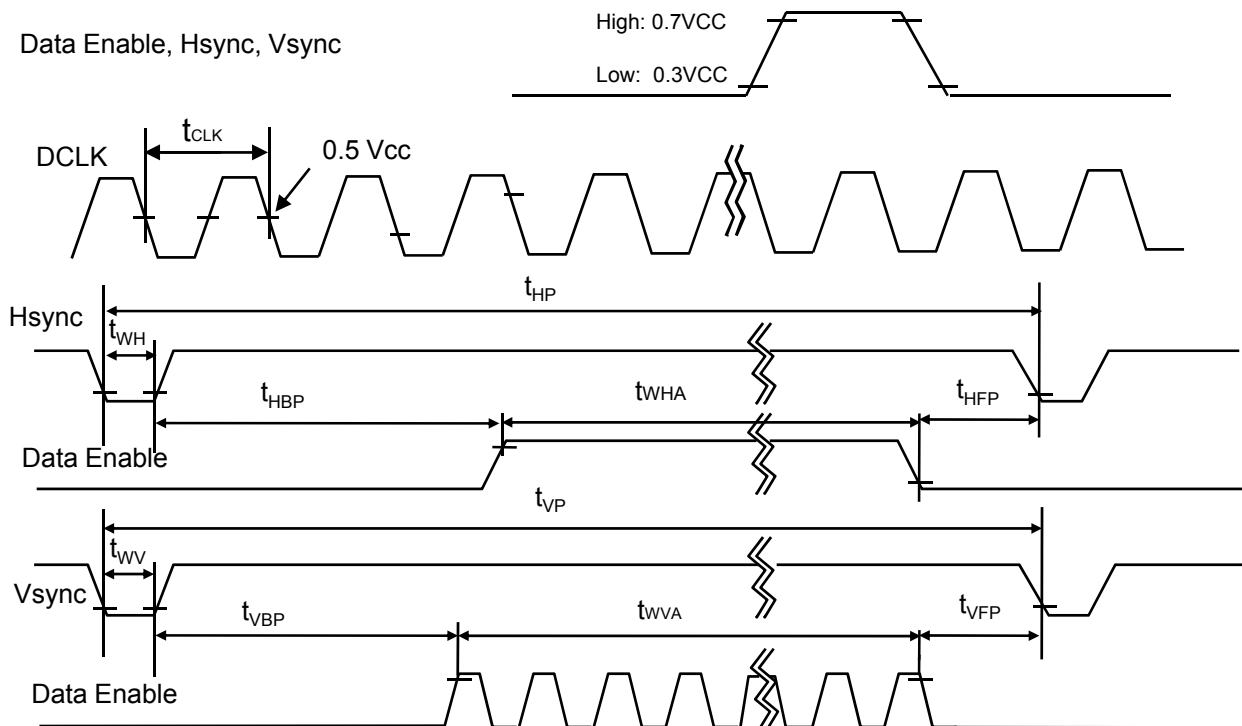 High: 0.7VCC
Data Enable, Hsync, Vsync
Low: 0.3VCC
tCLK
DCLK
0.5 Vcc
tHP
Hsync
tWH
tHBP
tWHA
tHFP
Data Enable
tVP
tWV
Vsync
tVBP
tWVA
tVFP
Data Enable